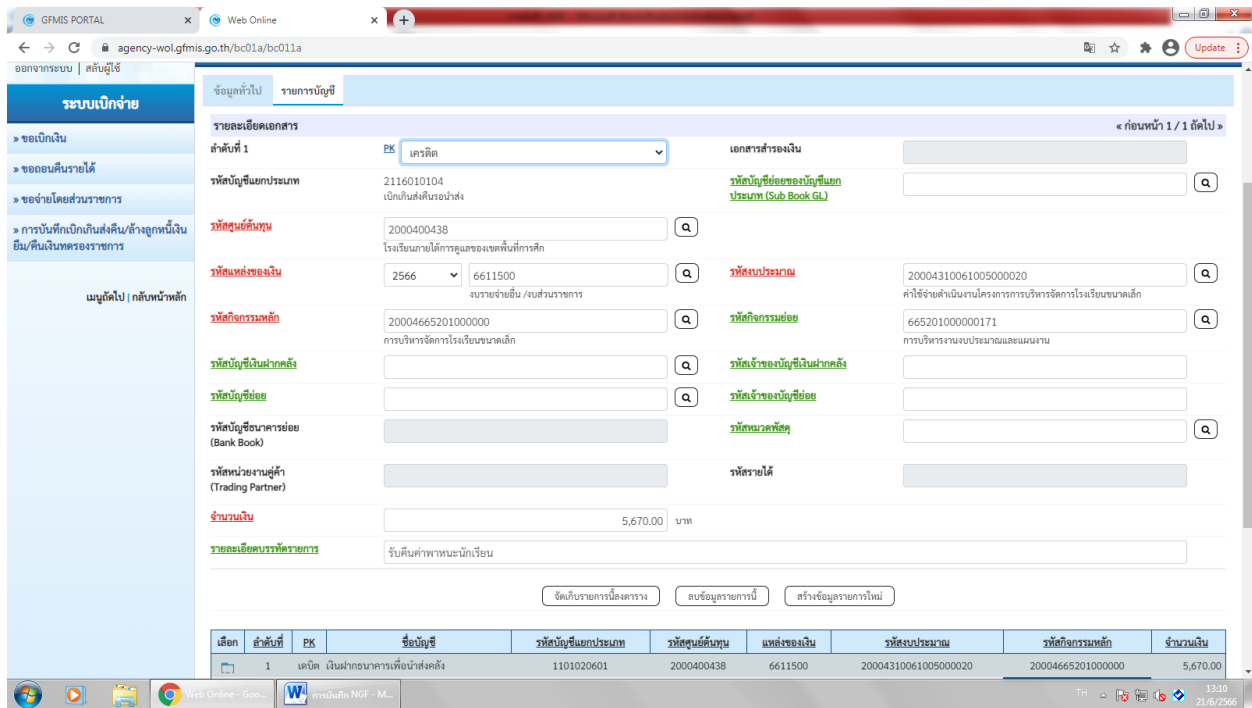 GFMIS PORTAL
Web Online
agency-wol.gfmis.go.th/bc01a/bc011a
Update
ออกจากระบบ | สลับผู้ใช้
ระบบเบิกจ่าย
» ขอเบิกเงิน
» ขอถอนคืนรายได้
» ขอจ่ายโดยส่วนราชการ
» การบันทึกเบิกเกินส่งคืน/ล้างลูกหนี้เงิน
ยืม/คืนเงินทดรองราชการ
เมนูถัดไป | กลับหน้าหลัก
ข้อมูลทั่วไป รายการบัญชี
รายละเอียดเอกสาร « ก่อนหน้า 1 / 1 ถัดไป »
ลำดับที่ 1 PK เครดิต เอกสารสำรองเงิน
รหัสบัญชีแยกประเภท 2116010104 รหัสบัญชีย่อยของบัญชีแยก
เบิกเกินส่งคืนรอนำส่ง ประเภท (Sub Book GL)
รหัสศูนย์ต้นทุน 2000400438
โรงเรียนภายใต้การดูแลของเขตพื้นที่การศึก
รหัสแหล่งของเงิน 2566 6611500 รหัสงบประมาณ 20004310061005000020
งบรายจ่ายอื่น /งบส่วนราชการ ค่าใช้จ่ายดำเนินงานโครงการการบริหารจัดการโรงเรียนขนาดเล็ก
รหัสกิจกรรมหลัก 20004665201000000 รหัสกิจกรรมย่อย 665201000000171
การบริหารจัดการโรงเรียนขนาดเล็ก การบริหารงานงบประมาณและแผนงาน
รหัสบัญชีเงินฝากคลัง รหัสเจ้าของบัญชีเงินฝากคลัง
รหัสบัญชีย่อย รหัสเจ้าของบัญชีย่อย
รหัสบัญชีธนาคารย่อย รหัสหมวดพัสดุ
(Bank Book)
รหัสหน่วยงานคู่ค้า รหัสรายได้
(Trading Partner)
จำนวนเงิน 5,670.00 บาท
รายละเอียดบรรทัดรายการ รับคืนค่าพาหนะนักเรียน
จัดเก็บรายการนี้ลงตาราง ลบข้อมูลรายการนี้ สร้างข้อมูลรายการใหม่
เลือก ลำดับที่ PK ชื่อบัญชี รหัสบัญชีแยกประเภท รหัสศูนย์ต้นทุน แหล่งของเงิน รหัสงบประมาณ รหัสกิจกรรมหลัก จำนวนเงิน
1 เดบิต เงินฝากธนาคารเพื่อนำส่งคลัง 1101020601 2000400438 6611500 20004310061005000020 20004665201000000 5,670.00
Web Online - Goo... การบันทึก NGF - M... TH 13:10
21/6/2566